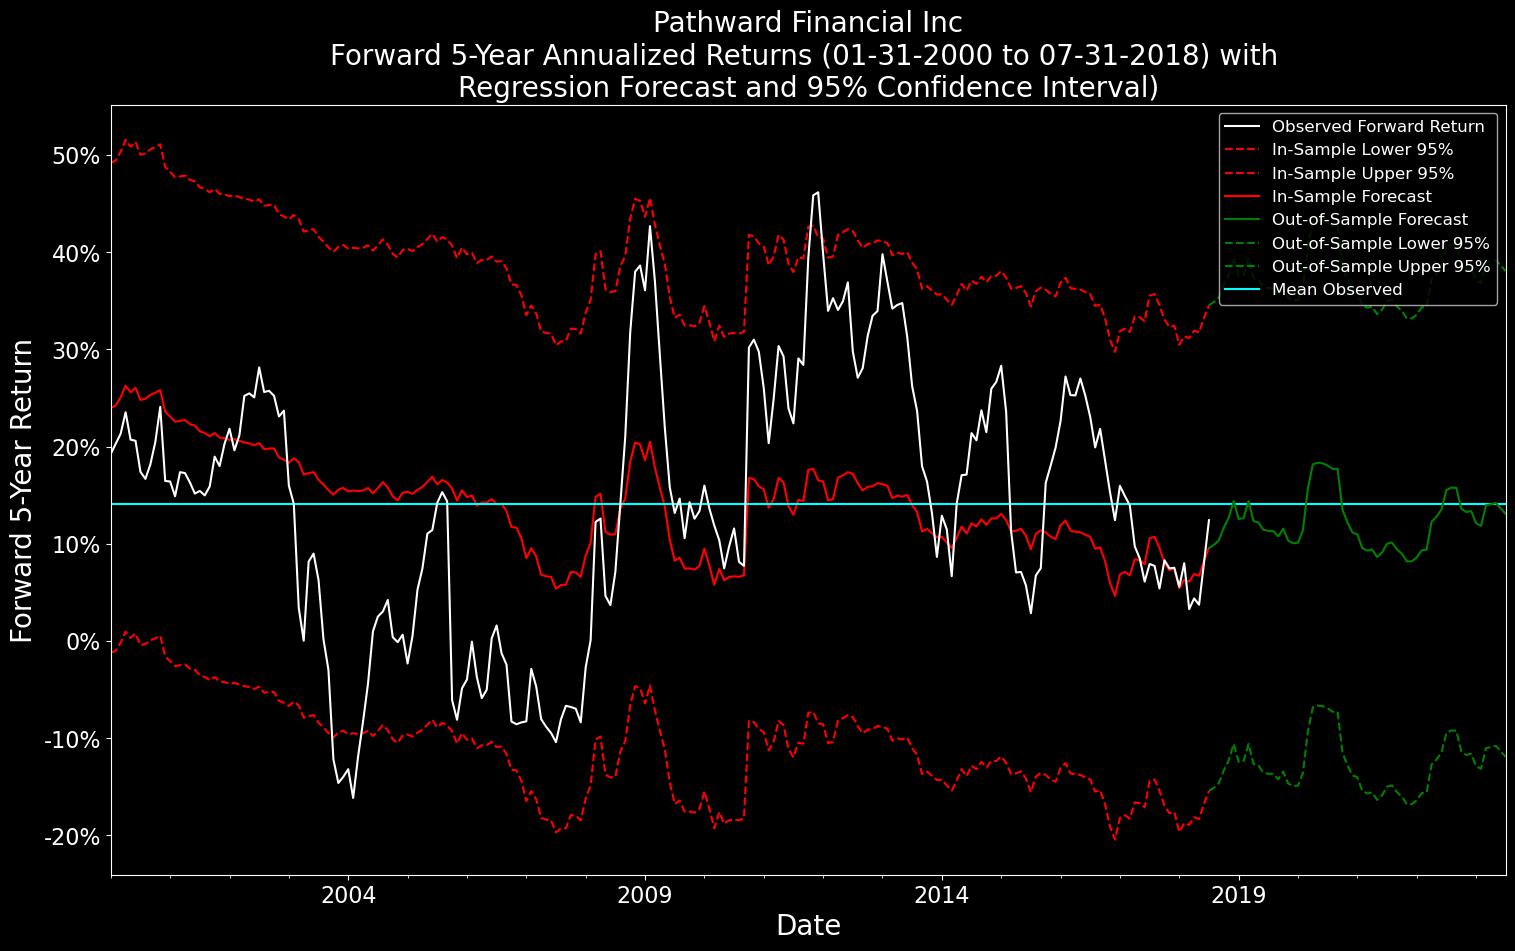 Pathward Financial Inc
Forward 5-Year Annualized Returns (01-31-2000 to 07-31-2018) with
Regression Forecast and 95% Confidence Interval)
Observed Forward Return
In-Sample Lower 95%
In-Sample Upper 95%
In-Sample Forecast
Out-of-Sample Forecast
Out-of-Sample Lower 95%
Out-of-Sample Upper 95%
Mean Observed
Forward 5-Year Return
50%
40%
30%
20%
10%
0%
-10%
-20%
2004
2009
2014
2019
Date